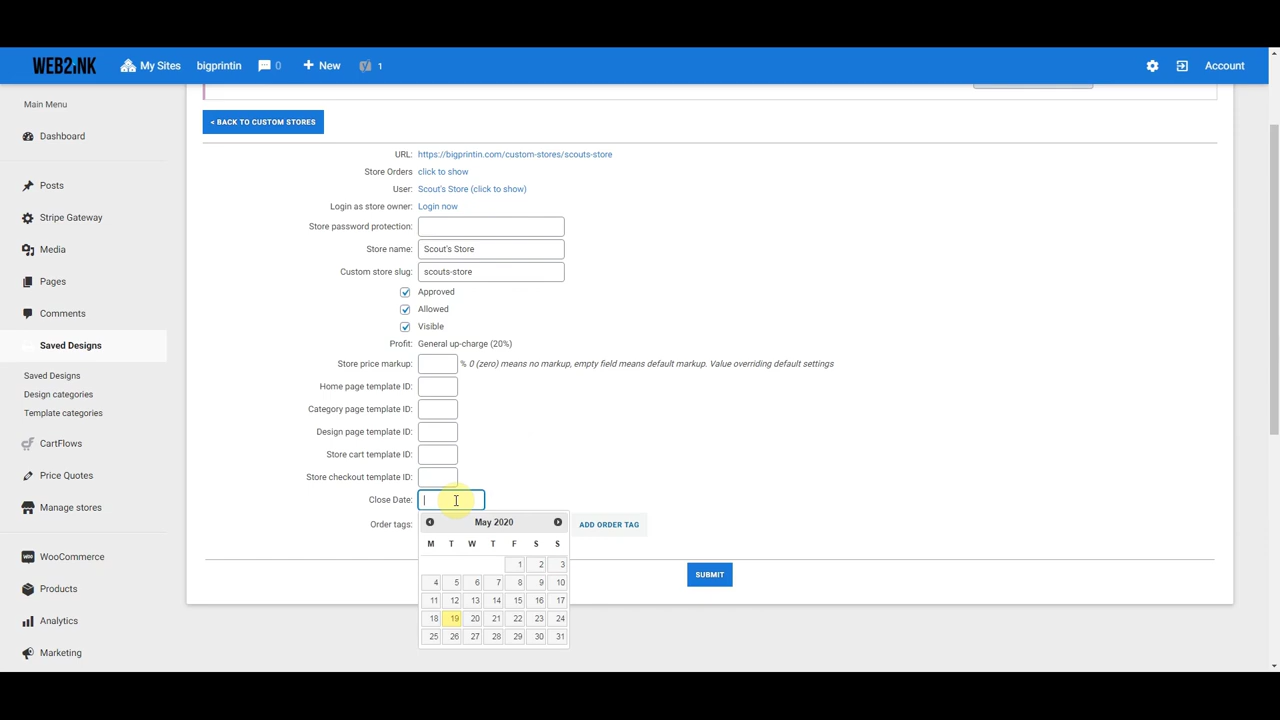 WEB2INK My Sites bigprintin 0 + New 1 Account
Main Menu
Dashboard
Posts
Stripe Gateway
Media
Pages
Comments
Saved Designs
Saved Designs
Design categories
Template categories
CartFlows
Price Quotes
Manage stores
WooCommerce
Products
Analytics
Marketing
< BACK TO CUSTOM STORES
URL: https://bigprintin.com/custom-stores/scouts-store
Store Orders click to show
User: Scout's Store (click to show)
Login as store owner: Login now
Store password protection:
Store name: Scout's Store
Custom store slug: scouts-store
Approved
Allowed
Visible
Profit: General up-charge (20%)
Store price markup: % 0 (zero) means no markup, empty field means default markup. Value overriding default settings
Home page template ID:
Category page template ID:
Design page template ID:
Store cart template ID:
Store checkout template ID:
Close Date:
Order tags: ADD ORDER TAG
May 2020
M T W T F S S
1 2 3
4 5 6 7 8 9 10
11 12 13 14 15 16 17
18 19 20 21 22 23 24
25 26 27 28 29 30 31
SUBMIT